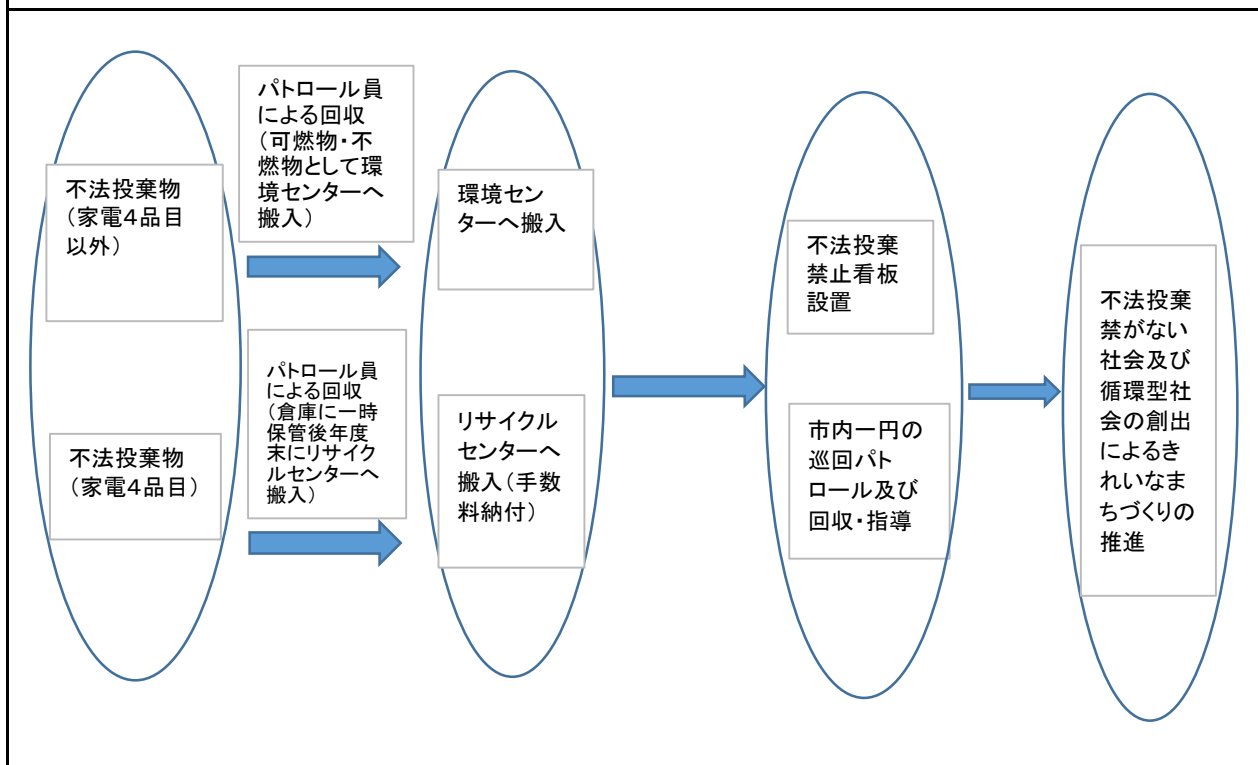 不法投棄物
(家電4品目
以外)
不法投棄物
(家電4品目)
パトロール員
による回収
(可燃物・不
燃物として環
境センターへ
搬入)
パトロール員
による回収
(倉庫に一時
保管後年度
末にリサイク
ルセンターへ
搬入)
環境セン
ターへ搬入
リサイクル
センターへ
搬入(手数
料納付)
不法投棄
禁止看板
設置
市内一円の
巡回パト
ロール及び
回収・指導
不法投棄
禁がない
社会及び
循環型社
会の創出
によるき
れいなま
ちづくりの
推進